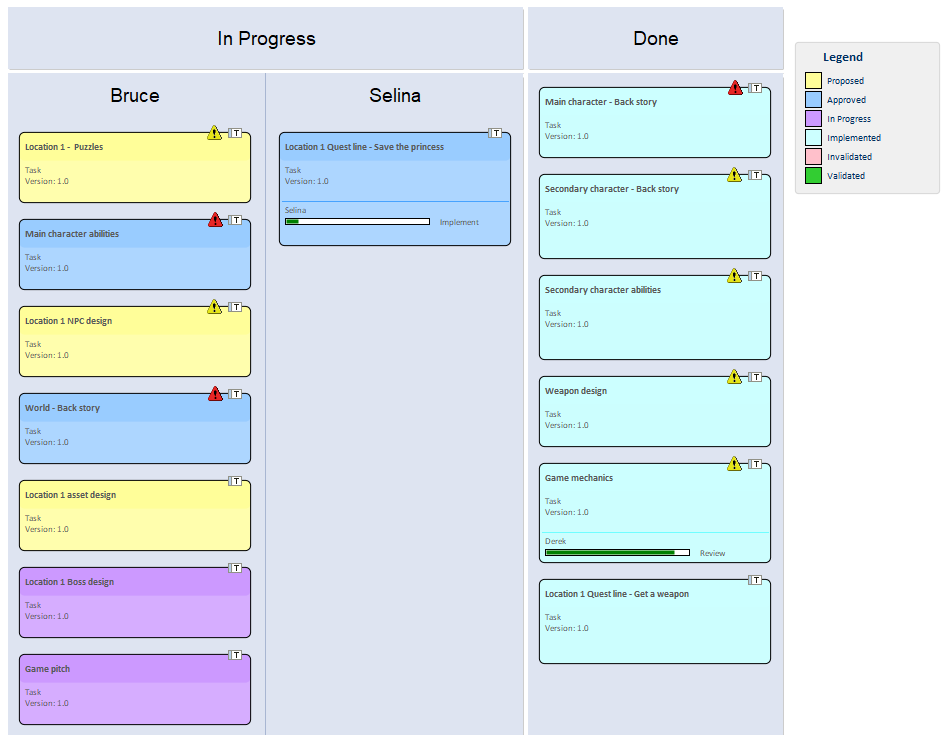 In Progress
Done
Legend
Proposed
Approved
In Progress
Implemented
Invalidated
Validated
Bruce
Selina
T
Location 1 - Puzzles
Task
Version: 1.0
T
Main character abilities
Task
Version: 1.0
T
Location 1 NPC design
Task
Version: 1.0
T
World - Back story
Task
Version: 1.0
T
Location 1 asset design
Task
Version: 1.0
T
Location 1 Boss design
Task
Version: 1.0
T
Game pitch
Task
Version: 1.0
T
Location 1 Quest line - Save the princess
Task
Version: 1.0
Selina
Implement
T
Main character - Back story
Task
Version: 1.0
T
Secondary character - Back story
Task
Version: 1.0
T
Secondary character abilities
Task
Version: 1.0
T
Weapon design
Task
Version: 1.0
T
Game mechanics
Task
Version: 1.0
Derek
Review
T
Location 1 Quest line - Get a weapon
Task
Version: 1.0